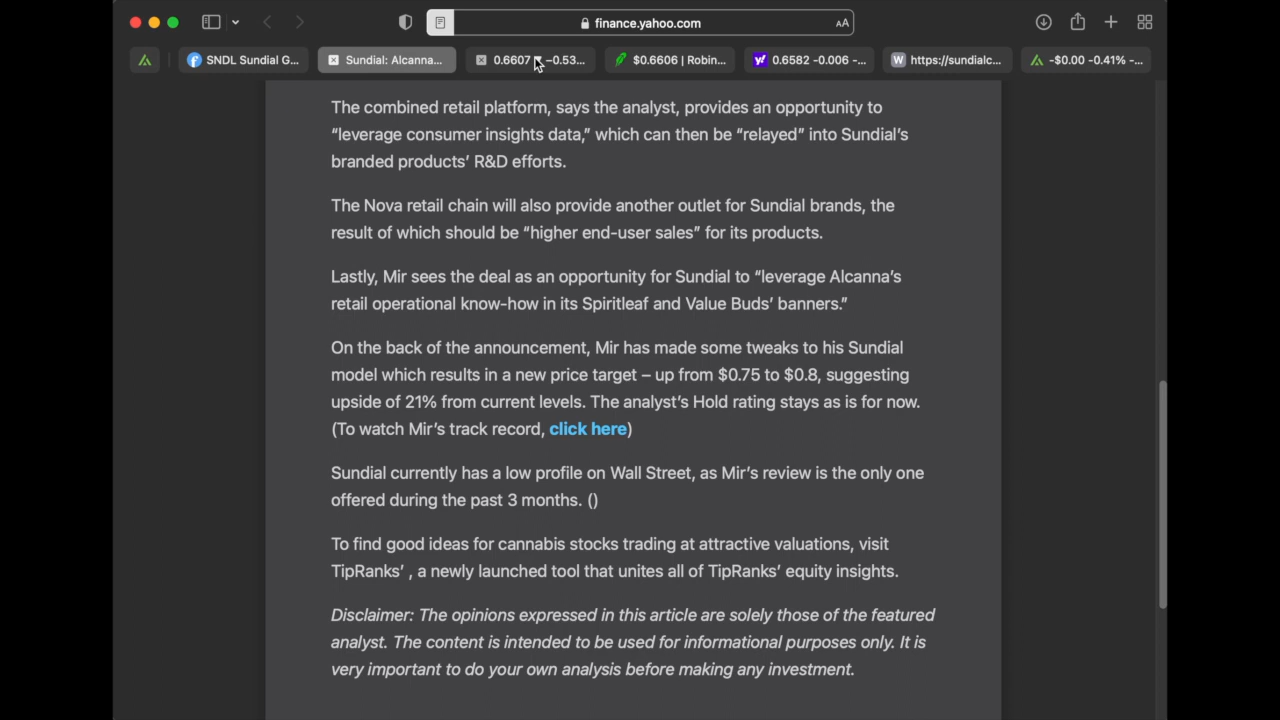 finance.yahoo.com
AA
SNDL Sundial G...
Sundial: Alcanna...
0.6607 −0.53...
$0.6606 | Robin...
y! 0.6582 -0.006 -...
W https://sundialc...
-$0.00 -0.41% -...
The combined retail platform, says the analyst, provides an opportunity to
“leverage consumer insights data,” which can then be “relayed” into Sundial’s
branded products’ R&D efforts.
The Nova retail chain will also provide another outlet for Sundial brands, the
result of which should be “higher end-user sales” for its products.
Lastly, Mir sees the deal as an opportunity for Sundial to “leverage Alcanna’s
retail operational know-how in its Spiritleaf and Value Buds’ banners.”
On the back of the announcement, Mir has made some tweaks to his Sundial
model which results in a new price target – up from $0.75 to $0.8, suggesting
upside of 21% from current levels. The analyst’s Hold rating stays as is for now.
(To watch Mir’s track record, click here)
Sundial currently has a low profile on Wall Street, as Mir’s review is the only one
offered during the past 3 months. ()
To find good ideas for cannabis stocks trading at attractive valuations, visit
TipRanks’ , a newly launched tool that unites all of TipRanks’ equity insights.
Disclaimer: The opinions expressed in this article are solely those of the featured
analyst. The content is intended to be used for informational purposes only. It is
very important to do your own analysis before making any investment.